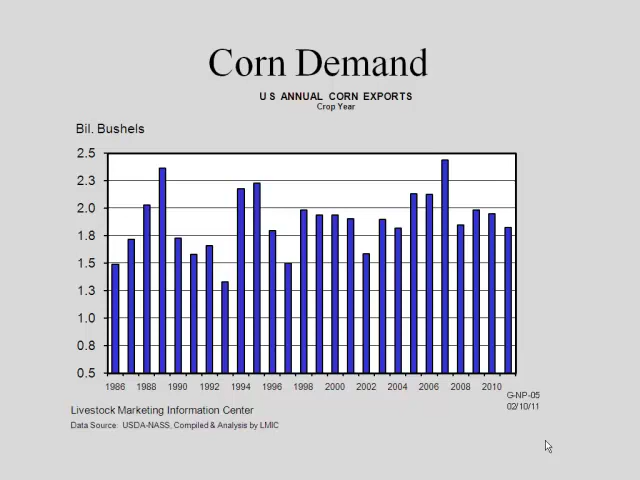 Corn Demand
U S ANNUAL CORN EXPORTS
Crop Year
Bil. Bushels
2.5
2.3
2.0
1.8
1.5
1.3
1.0
0.8
0.5
1986 1988 1990 1992 1994 1996 1998 2000 2002 2004 2006 2008 2010
G-NP-05
02/10/11
Livestock Marketing Information Center
Data Source: USDA-NASS, Compiled & Analysis by LMIC